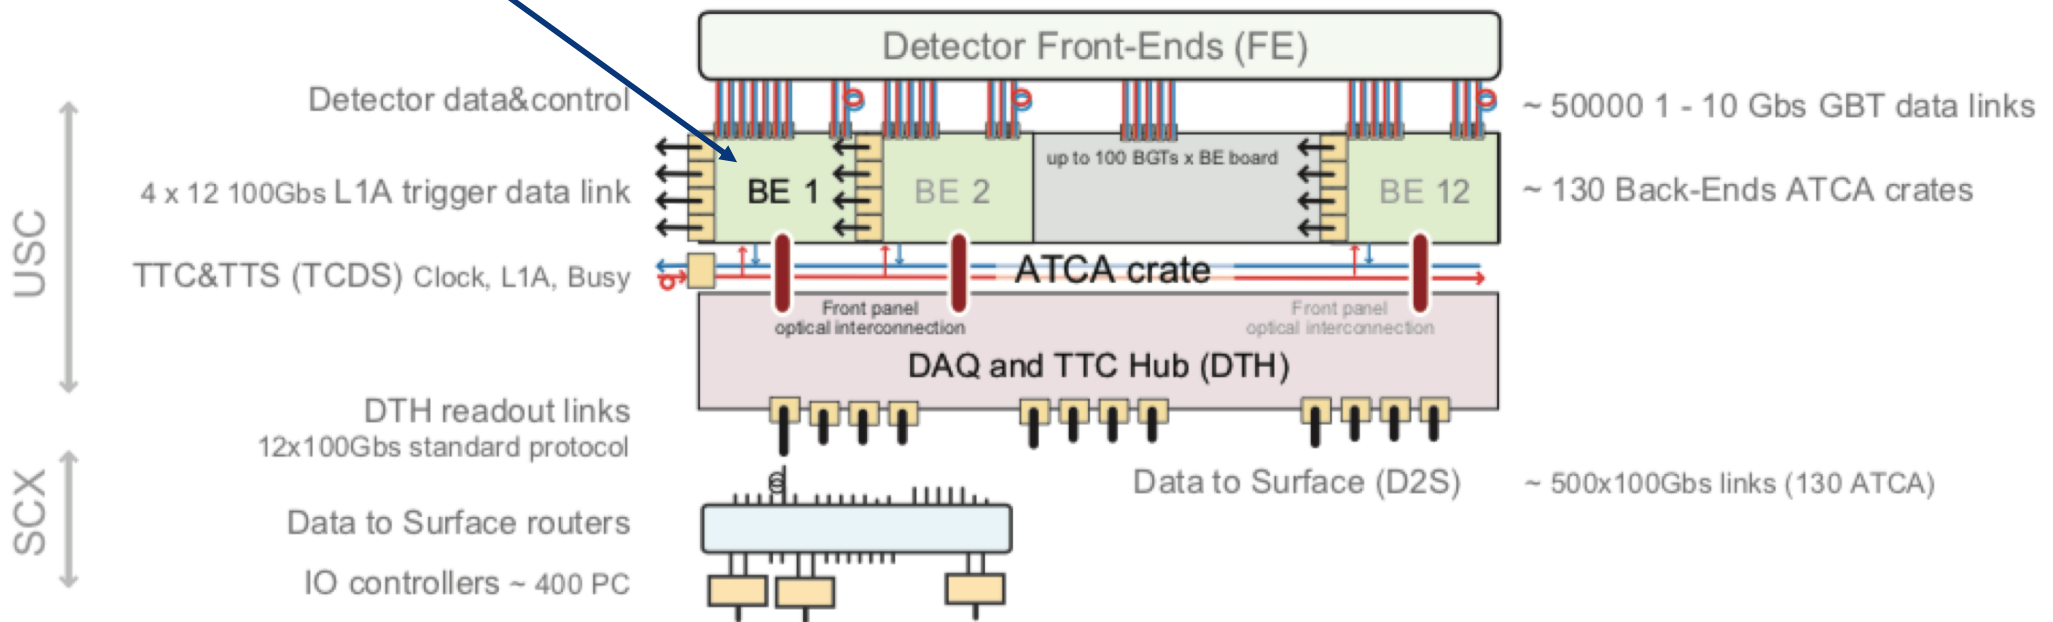 Detector Front-Ends (FE)
Detector data&control
~ 50000 1 - 10 Gbs GBT data links
up to 100 BGTs x BE board
4 x 12 100Gbs L1A trigger data link
BE 1
BE 2
BE 12
~ 130 Back-Ends ATCA crates
USC
TTC&TTS (TCDS) Clock, L1A, Busy
ATCA crate
Front panel
optical interconnection
Front panel
optical interconnection
DAQ and TTC Hub (DTH)
DTH readout links
12x100Gbs standard protocol
SCX
Data to Surface (D2S)
~ 500x100Gbs links (130 ATCA)
Data to Surface routers
IO controllers ~ 400 PC